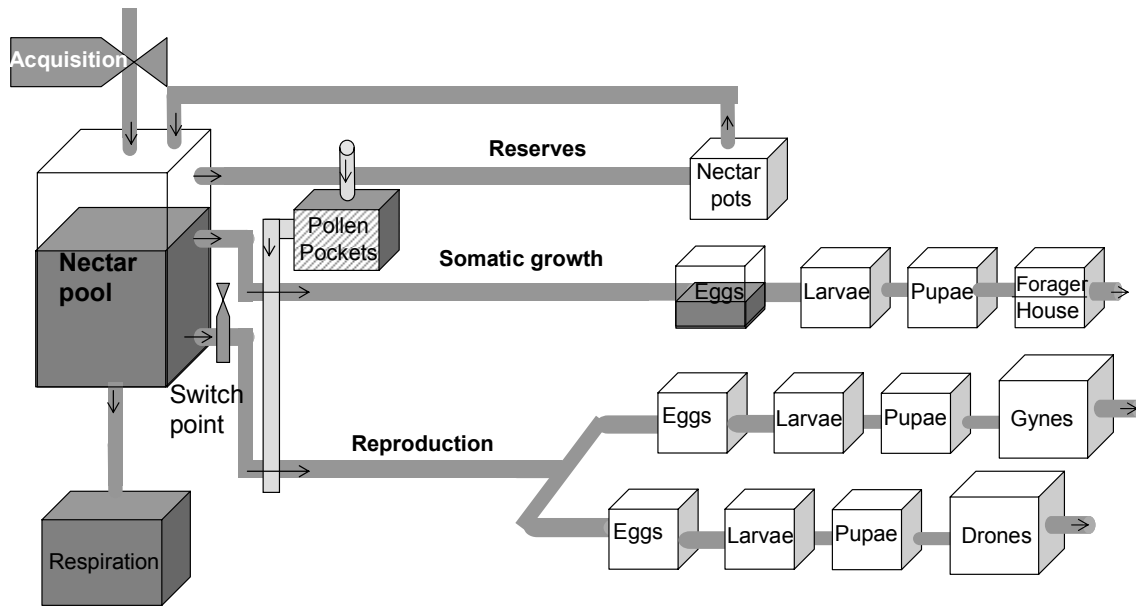 Acquisition
Reserves
Nectar
pots
Pollen
Pockets
Nectar
pool
Somatic growth
Eggs
Larvae
Pupae
Forager
House
Switch
point
Eggs
Larvae
Pupae
Gynes
Reproduction
Eggs
Larvae
Pupae
Drones
Respiration